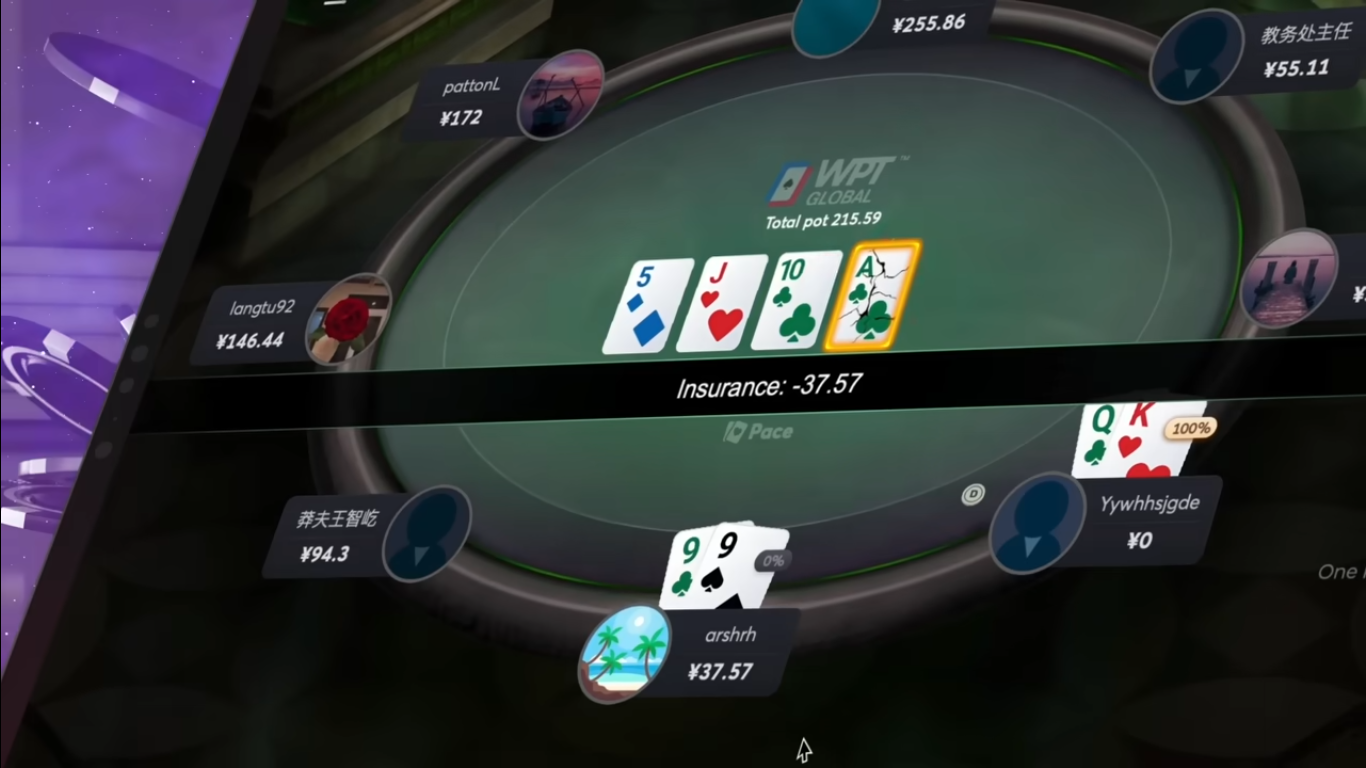 ¥255.86
教务处主任
¥55.11
pattonL
¥172
WPT™
GLOBAL
Total pot 215.59
5
J
10
A
langtu92
¥146.44
¥
Insurance: -37.57
Pace
Q
K
100%
D
Yywhhsjgde
¥0
莽夫王智屹
¥94.3
9
9
0%
One
arshrh
¥37.57